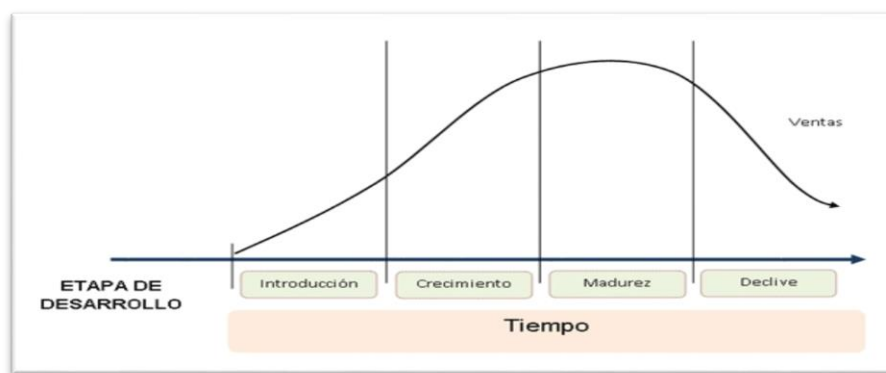 Ventas
ETAPA DE
DESARROLLO
Introducción
Crecimiento
Madurez
Declive
Tiempo